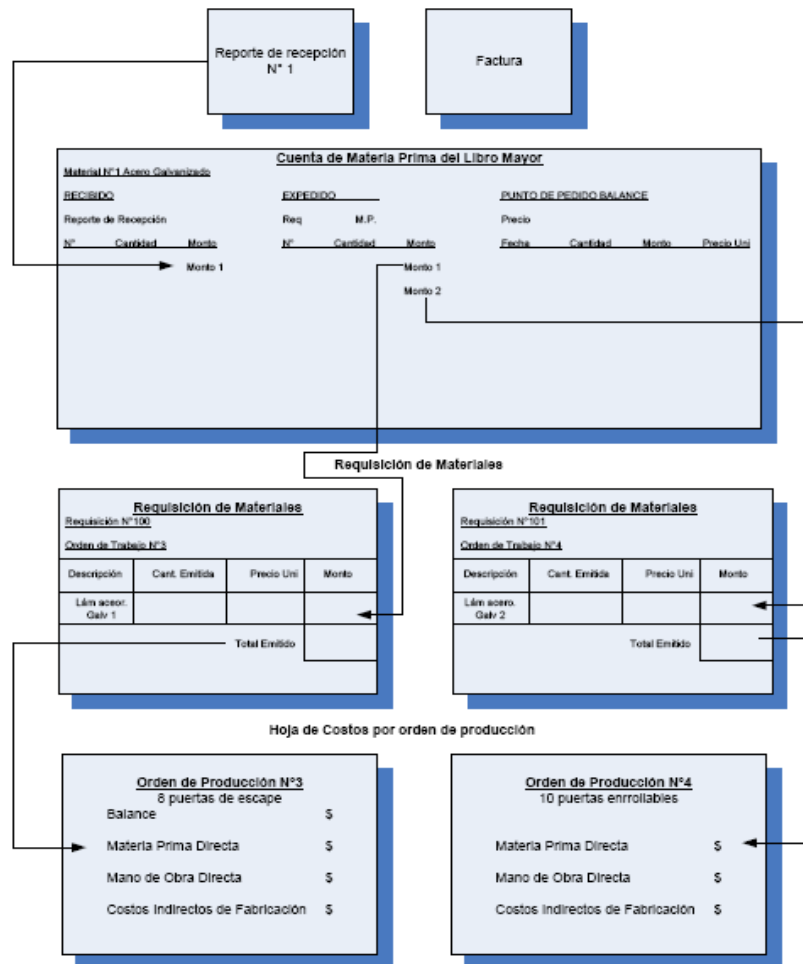 Reporte de recepción
N° 1
Factura
Cuenta de Materia Prima del Libro Mayor
Material N°1 Acero Galvanizado
RECIBIDO EXPEDIDO PUNTO DE PEDIDO BALANCE
Reporte de Recepción Req M.P. Precio
N° Cantidad Monto N° Cantidad Monto Fecha Cantidad Monto Precio Uni
Monto 1 Monto 1
Monto 2
Requisición de Materiales
Requisición de Materiales
Requisición N°100
Orden de Trabajo N°3
Descripción Cant. Emitida Precio Uni Monto
Lám aceor.
Galv 1
Total Emitido
Requisición de Materiales
Requisición N°101
Orden de Trabajo N°4
Descripción Cant. Emitida Precio Uni Monto
Lám acero.
Galv 2
Total Emitido
Hoja de Costos por orden de producción
Orden de Producción N°3
8 puertas de escape
Balance $
Materia Prima Directa $
Mano de Obra Directa $
Costos Indirectos de Fabricación $
Orden de Producción N°4
10 puertas enrrollables
Materia Prima Directa $
Mano de Obra Directa $
Costos Indirectos de Fabricación $